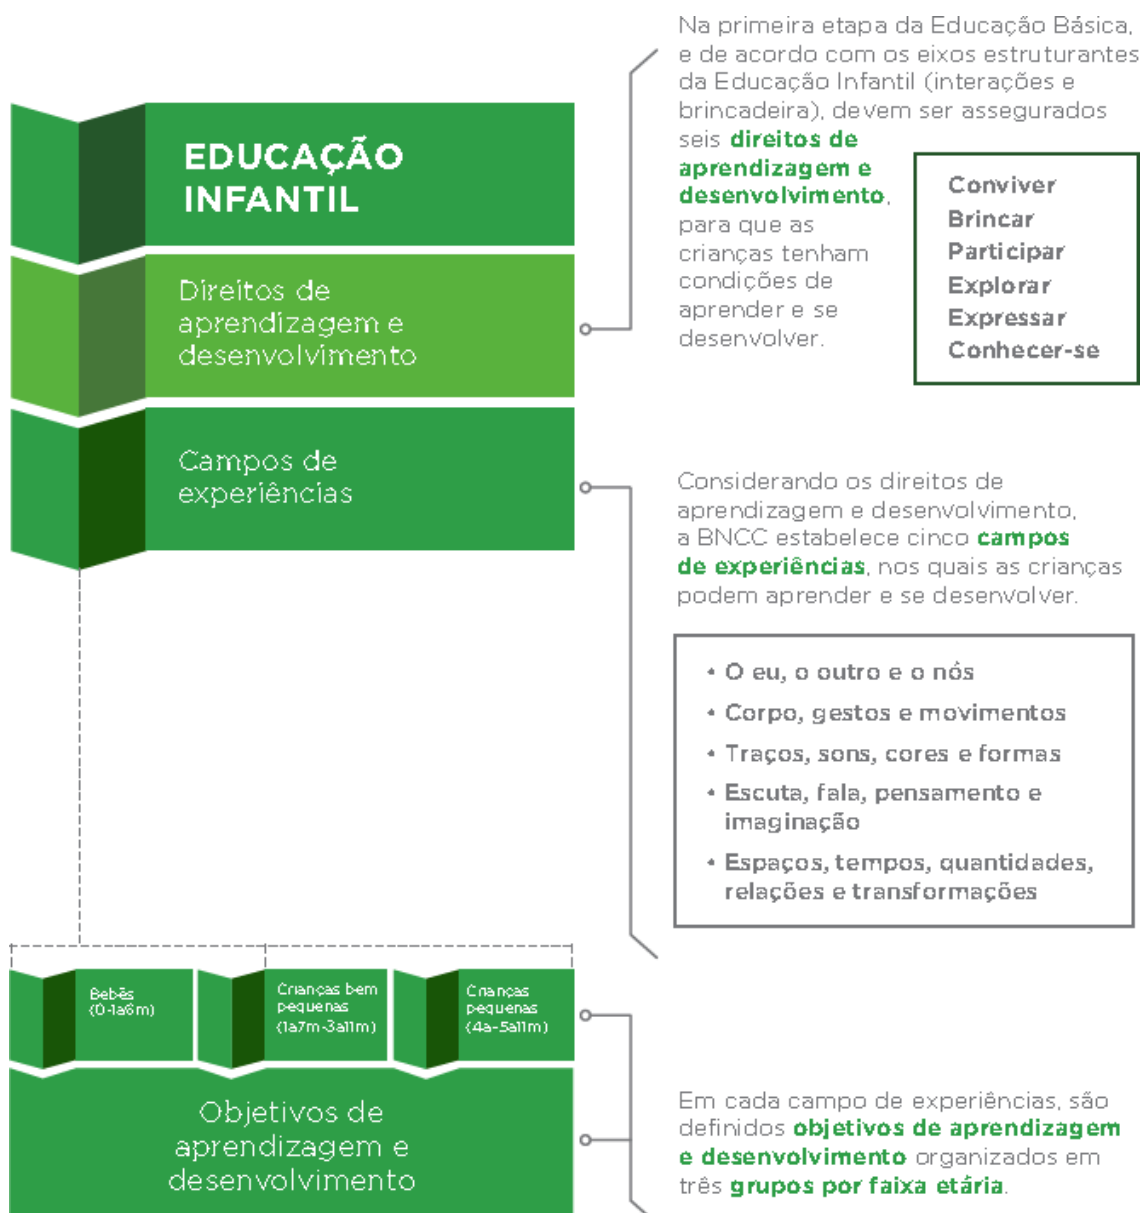 Na primeira etapa da Educação Básica,
e de acordo com os eixos estruturantes
da Educação Infantil (interações e
brincadeira), devem ser assegurados
seis direitos de
aprendizagem e
desenvolvimento,
para que as
crianças tenham
condições de
aprender e se
desenvolver.
Conviver
Brincar
Participar
Explorar
Expressar
Conhecer-se
EDUCAÇÃO
INFANTIL
Direitos de
aprendizagem e
desenvolvimento
Campos de
experiências
Considerando os direitos de
aprendizagem e desenvolvimento,
a BNCC estabelece cinco campos
de experiências, nos quais as crianças
podem aprender e se desenvolver.
• O eu, o outro e o nós
• Corpo, gestos e movimentos
• Traços, sons, cores e formas
• Escuta, fala, pensamento e
imaginação
• Espaços, tempos, quantidades,
relações e transformações
Bebês
(0-1a6m)
Crianças bem
pequenas
(1a7m-3a11m)
Crianças
pequenas
(4a-5a11m)
Objetivos de
aprendizagem e
desenvolvimento
Em cada campo de experiências, são
definidos objetivos de aprendizagem
e desenvolvimento organizados em
três grupos por faixa etária.